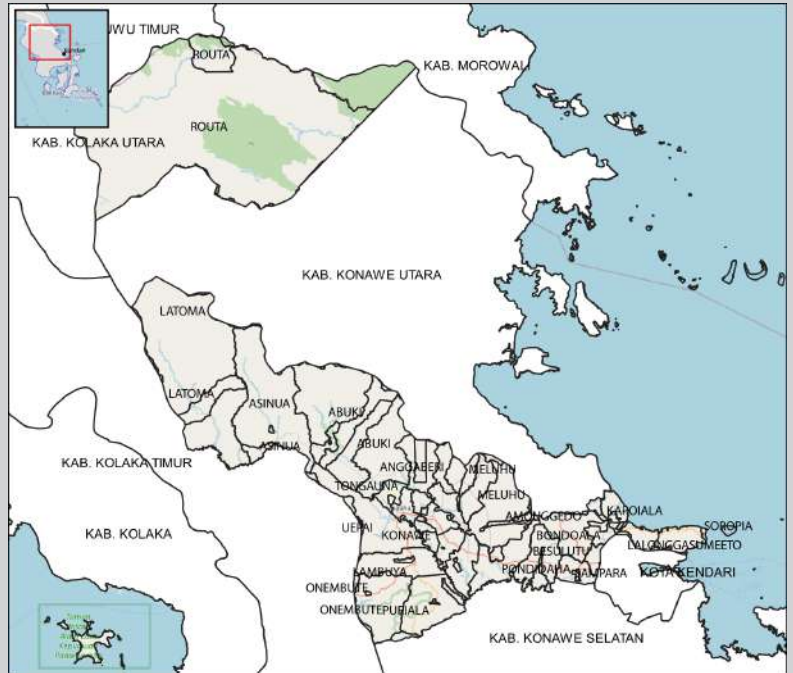 UWU TIMUR
ROUTA
KAB. MOROWALI
ROUTA
KAB. KOLAKA UTARA
KAB. KONAWE UTARA
LATOMA
LATOMA
ASINUA
ABUKI
ASINUA
ABUKI
ANGGABERI
MELUHU
KAB. KOLAKA TIMUR
TONGAUNA
MELUHU
KAPOIALA
AMONGGEDO
SOROPIA
UEPAI
KONAWE
BONDOALA
KAB. KOLAKA
LALONGGASUMEETO
BESULUTU
LAMBUYA
PONDIDAHA
SAMPARA
KOTA KENDARI
ONEMBUTE
ONEMBUTE
PURIALA
KAB. KONAWE SELATAN